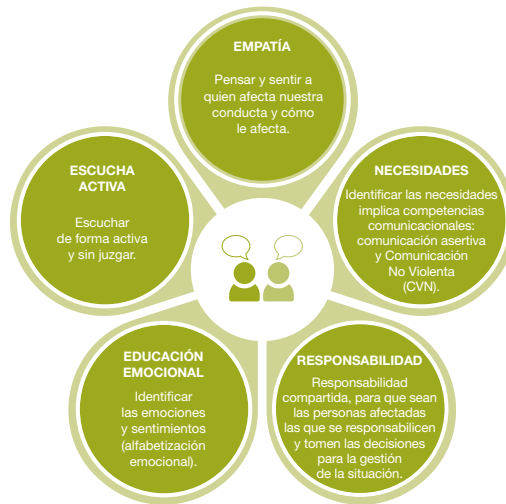 EMPATÍA
Pensar y sentir a
quien afecta nuestra
conducta y cómo
le afecta.
NECESIDADES
Identificar las necesidades
implica competencias
comunicacionales:
comunicación asertiva
y Comunicación
No Violenta
(CVN).
RESPONSABILIDAD
Responsabilidad
compartida, para que sean
las personas afectadas
las que se responsabilicen
y tomen las decisiones
para la gestión
de la situación.
EDUCACIÓN
EMOCIONAL
Identificar
las emociones
y sentimientos
(alfabetización
emocional).
ESCUCHA
ACTIVA
Escuchar
de forma activa
y sin juzgar.